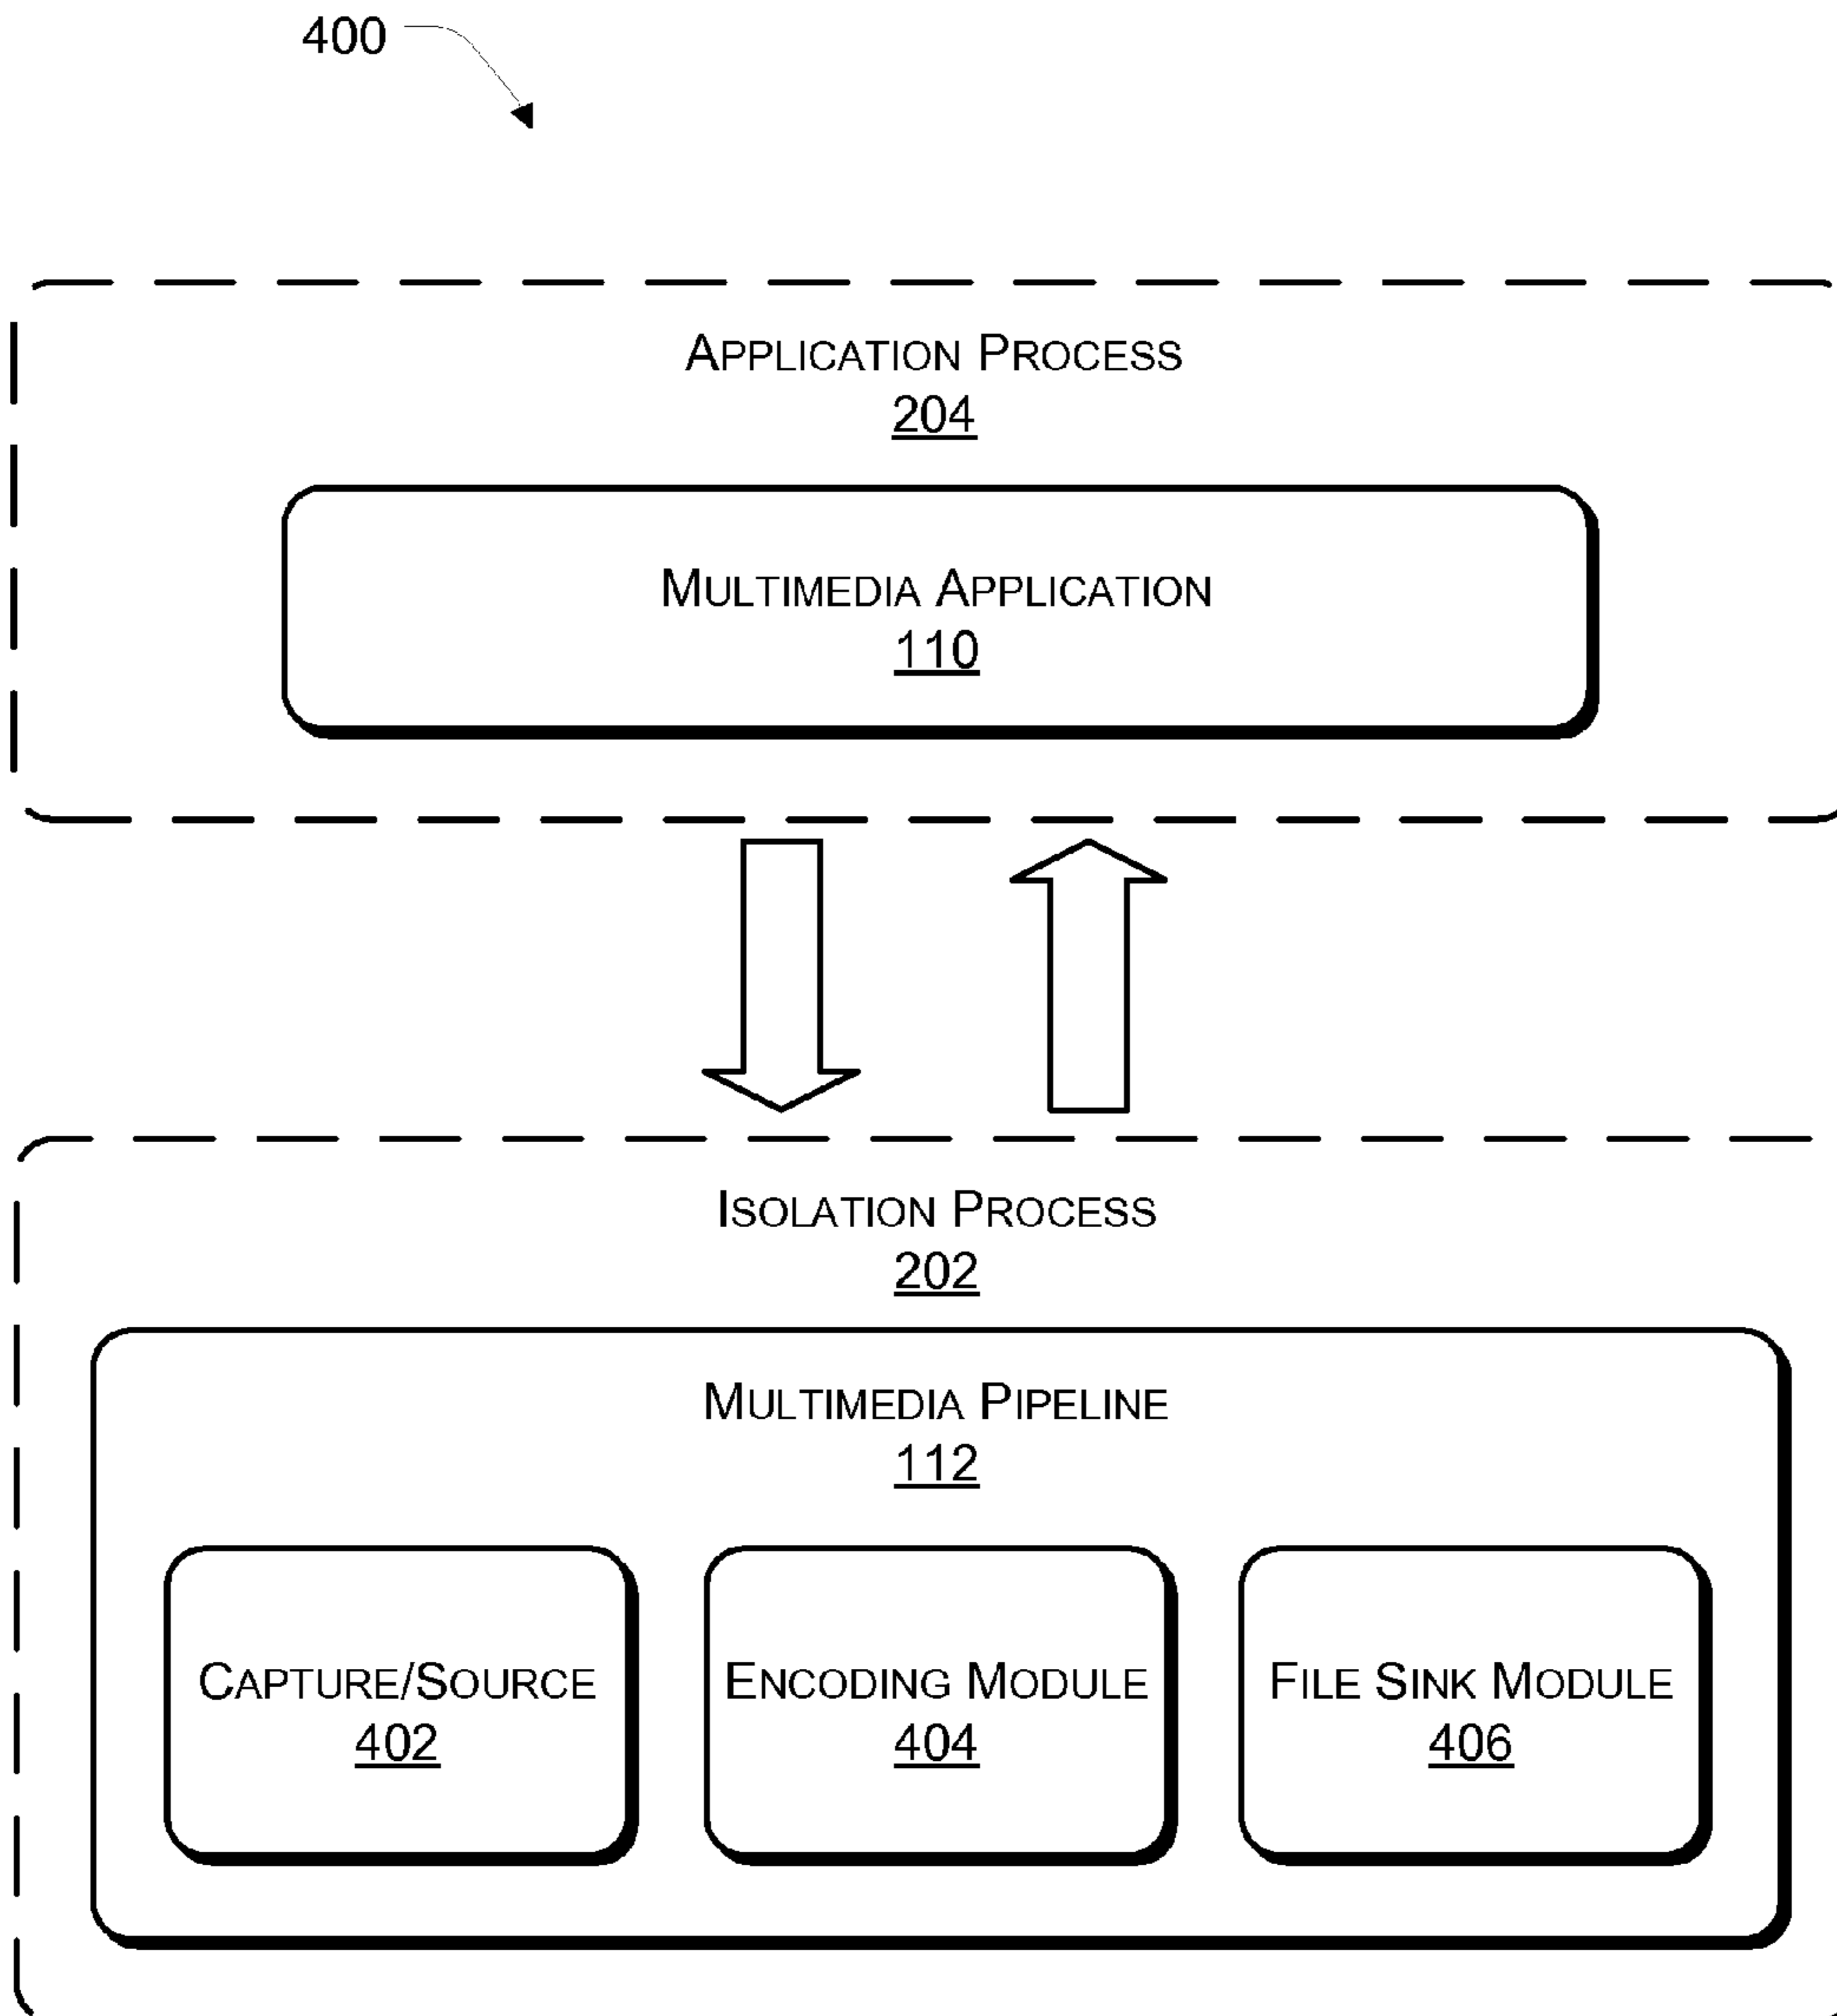 400
APPLICATION PROCESS
204
MULTIMEDIA APPLICATION
110
ISOLATION PROCESS
202
MULTIMEDIA PIPELINE
112
CAPTURE/SOURCE
402
ENCODING MODULE
404
FILE SINK MODULE
406